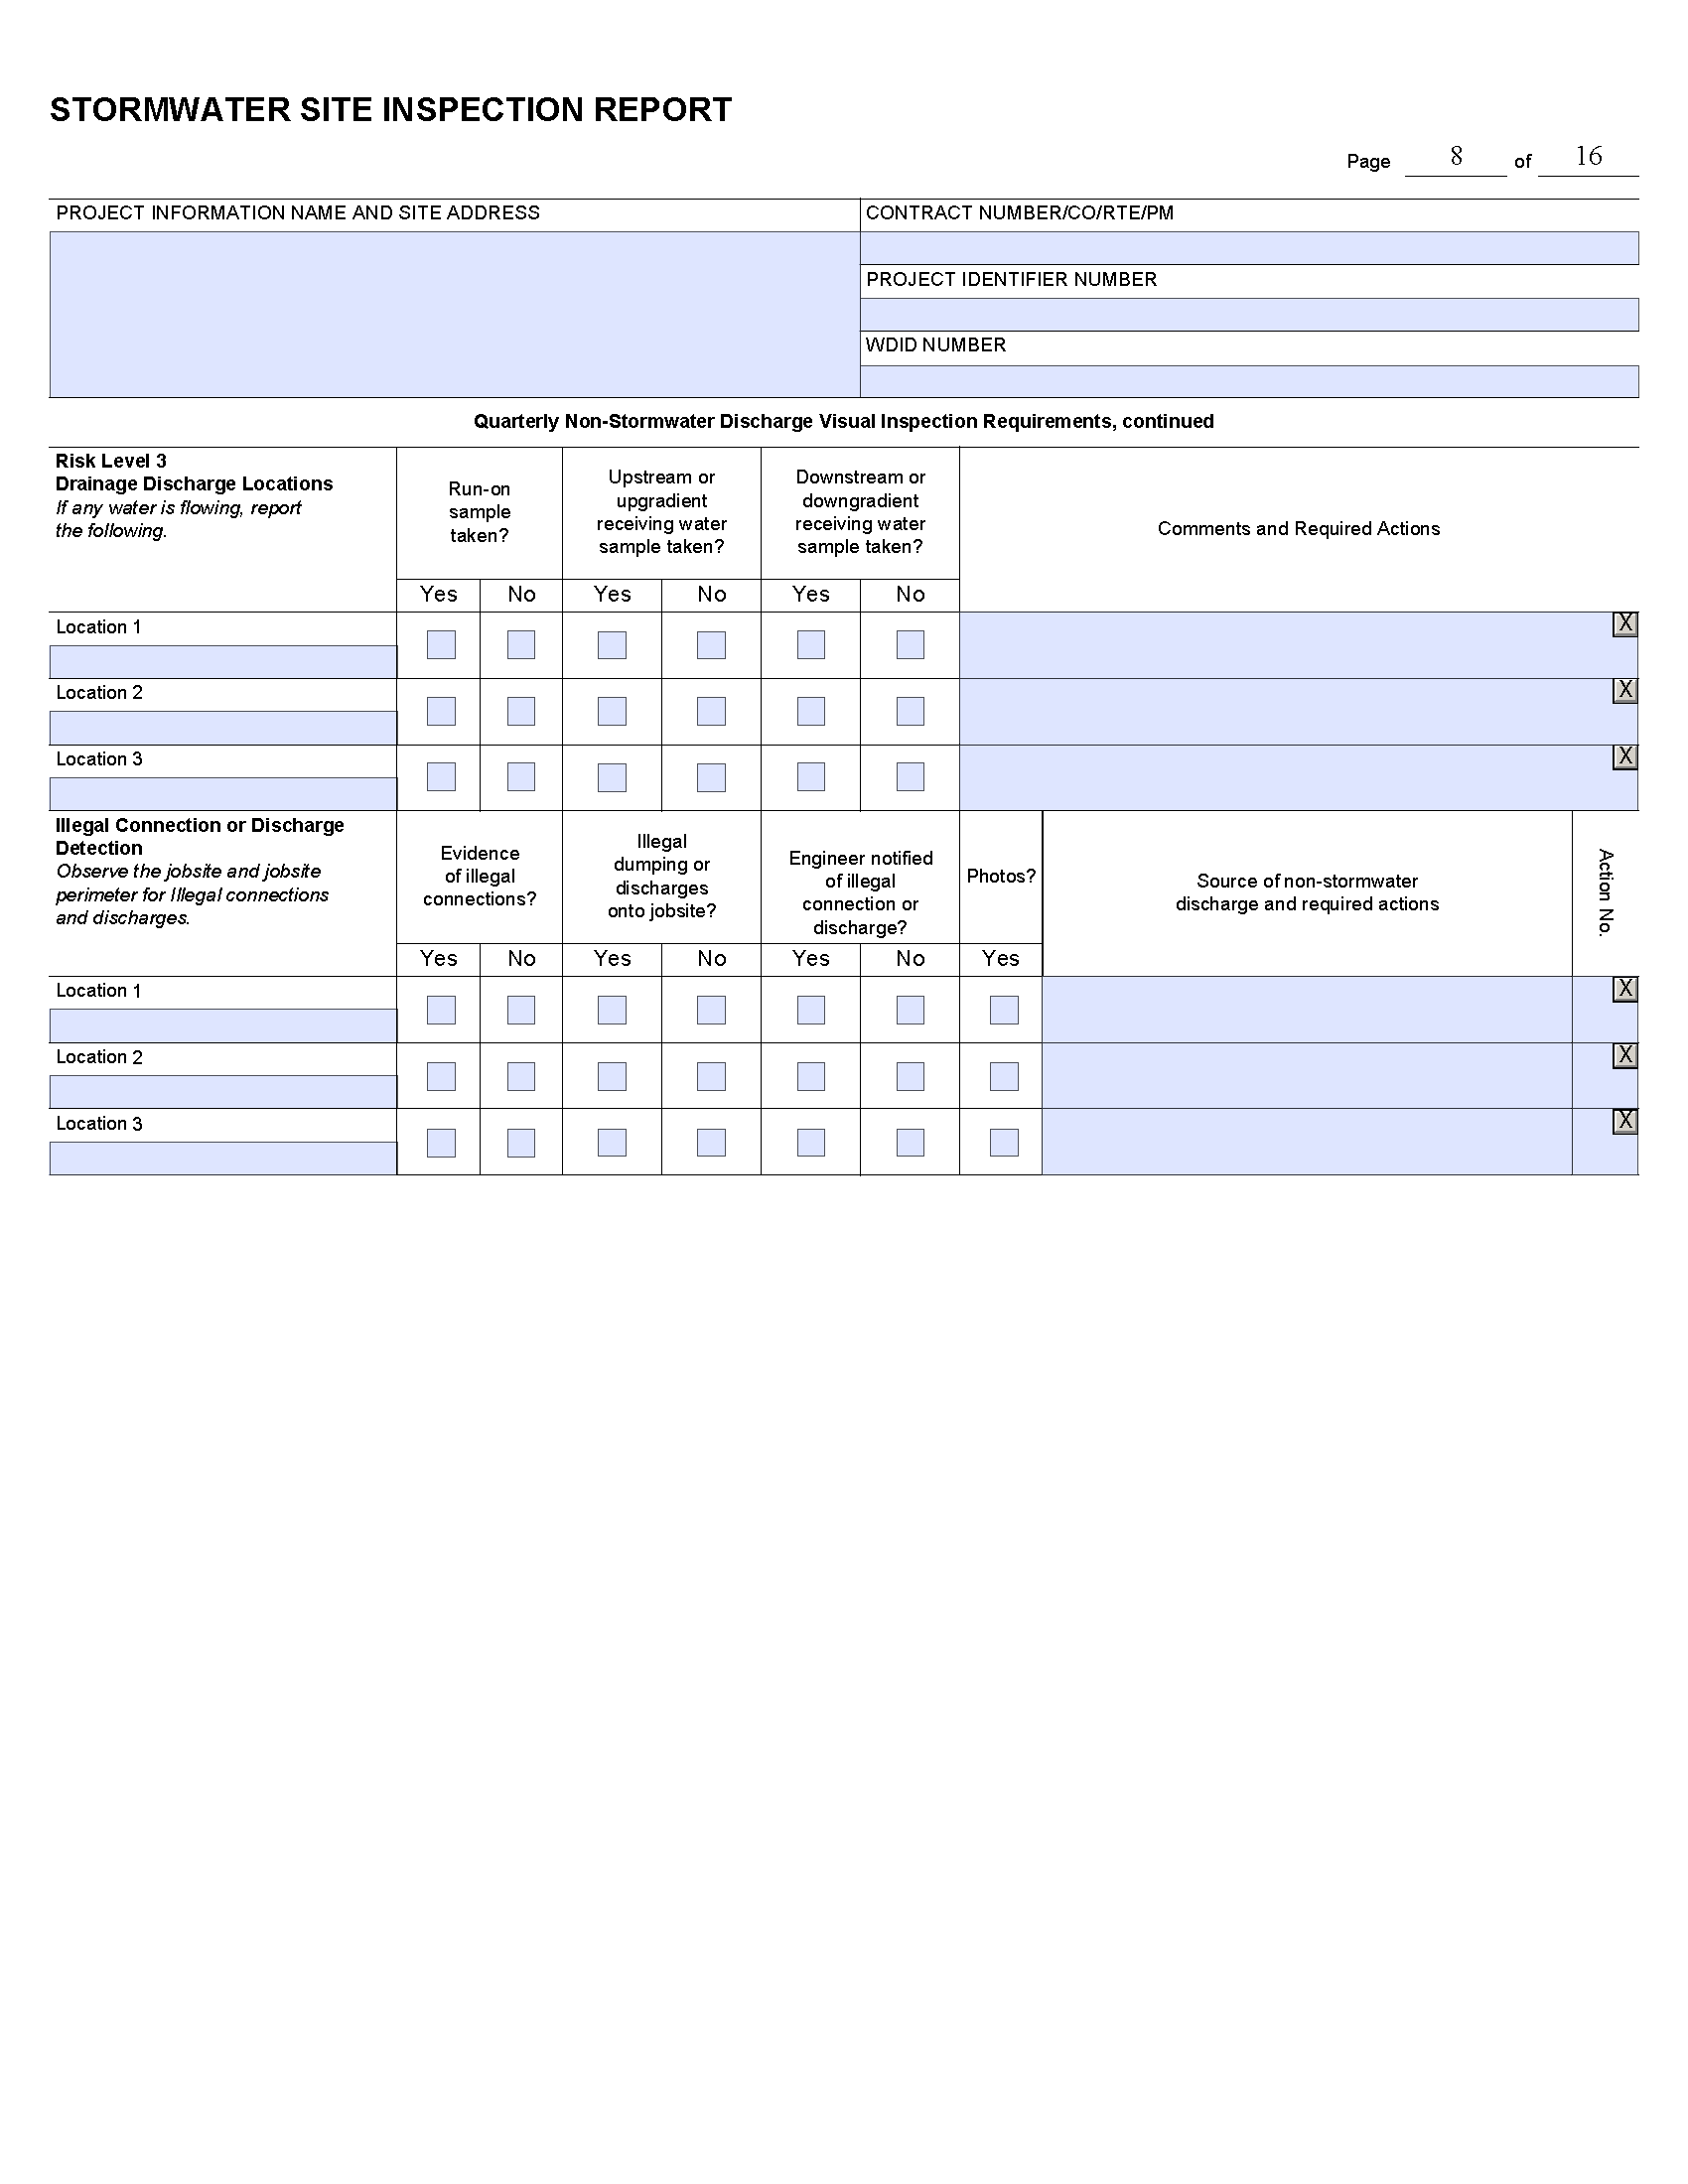 STORMWATER SITE INSPECTION REPORT
Page 8 of 16
PROJECT INFORMATION NAME AND SITE ADDRESS
CONTRACT NUMBER/CO/RTE/PM
PROJECT IDENTIFIER NUMBER
WDID NUMBER
Quarterly Non-Stormwater Discharge Visual Inspection Requirements, continued
Risk Level 3
Drainage Discharge Locations
If any water is flowing, report
the following.
Run-on
sample
taken?
Upstream or
upgradient
receiving water
sample taken?
Downstream or
downgradient
receiving water
sample taken?
Comments and Required Actions
Yes No Yes No Yes No
Location 1
X
Location 2
X
Location 3
X
Illegal Connection or Discharge
Detection
Observe the jobsite and jobsite
perimeter for Illegal connections
and discharges.
Evidence
of illegal
connections?
Illegal
dumping or
discharges
onto jobsite?
Engineer notified
of illegal
connection or
discharge?
Photos?
Source of non-stormwater
discharge and required actions
Action No.
Yes No Yes No Yes No Yes
Location 1
X
Location 2
X
Location 3
X